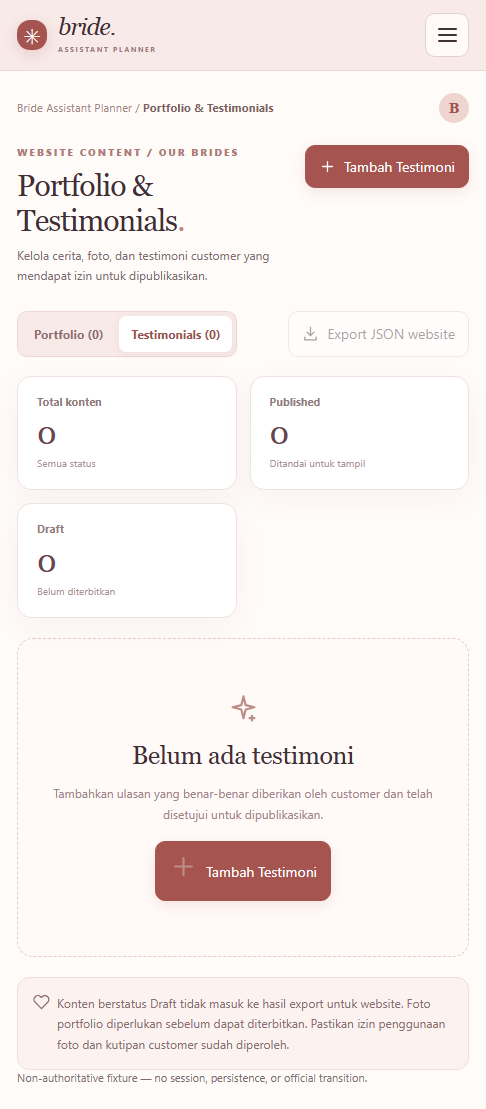 bride.
ASSISTANT PLANNER
Bride Assistant Planner / Portfolio & Testimonials
B
WEBSITE CONTENT / OUR BRIDES
Portfolio &
Testimonials.
Kelola cerita, foto, dan testimoni customer yang
mendapat izin untuk dipublikasikan.
Tambah Testimoni
Portfolio (0)
Testimonials (0)
Export JSON website
Total konten
0
Semua status
Published
0
Ditandai untuk tampil
Draft
0
Belum diterbitkan
Belum ada testimoni
Tambahkan ulasan yang benar-benar diberikan oleh customer dan telah
disetujui untuk dipublikasikan.
Tambah Testimoni
Konten berstatus Draft tidak masuk ke hasil export untuk website. Foto
portfolio diperlukan sebelum dapat diterbitkan. Pastikan izin penggunaan
foto dan kutipan customer sudah diperoleh.
Non-authoritative fixture — no session, persistence, or official transition.